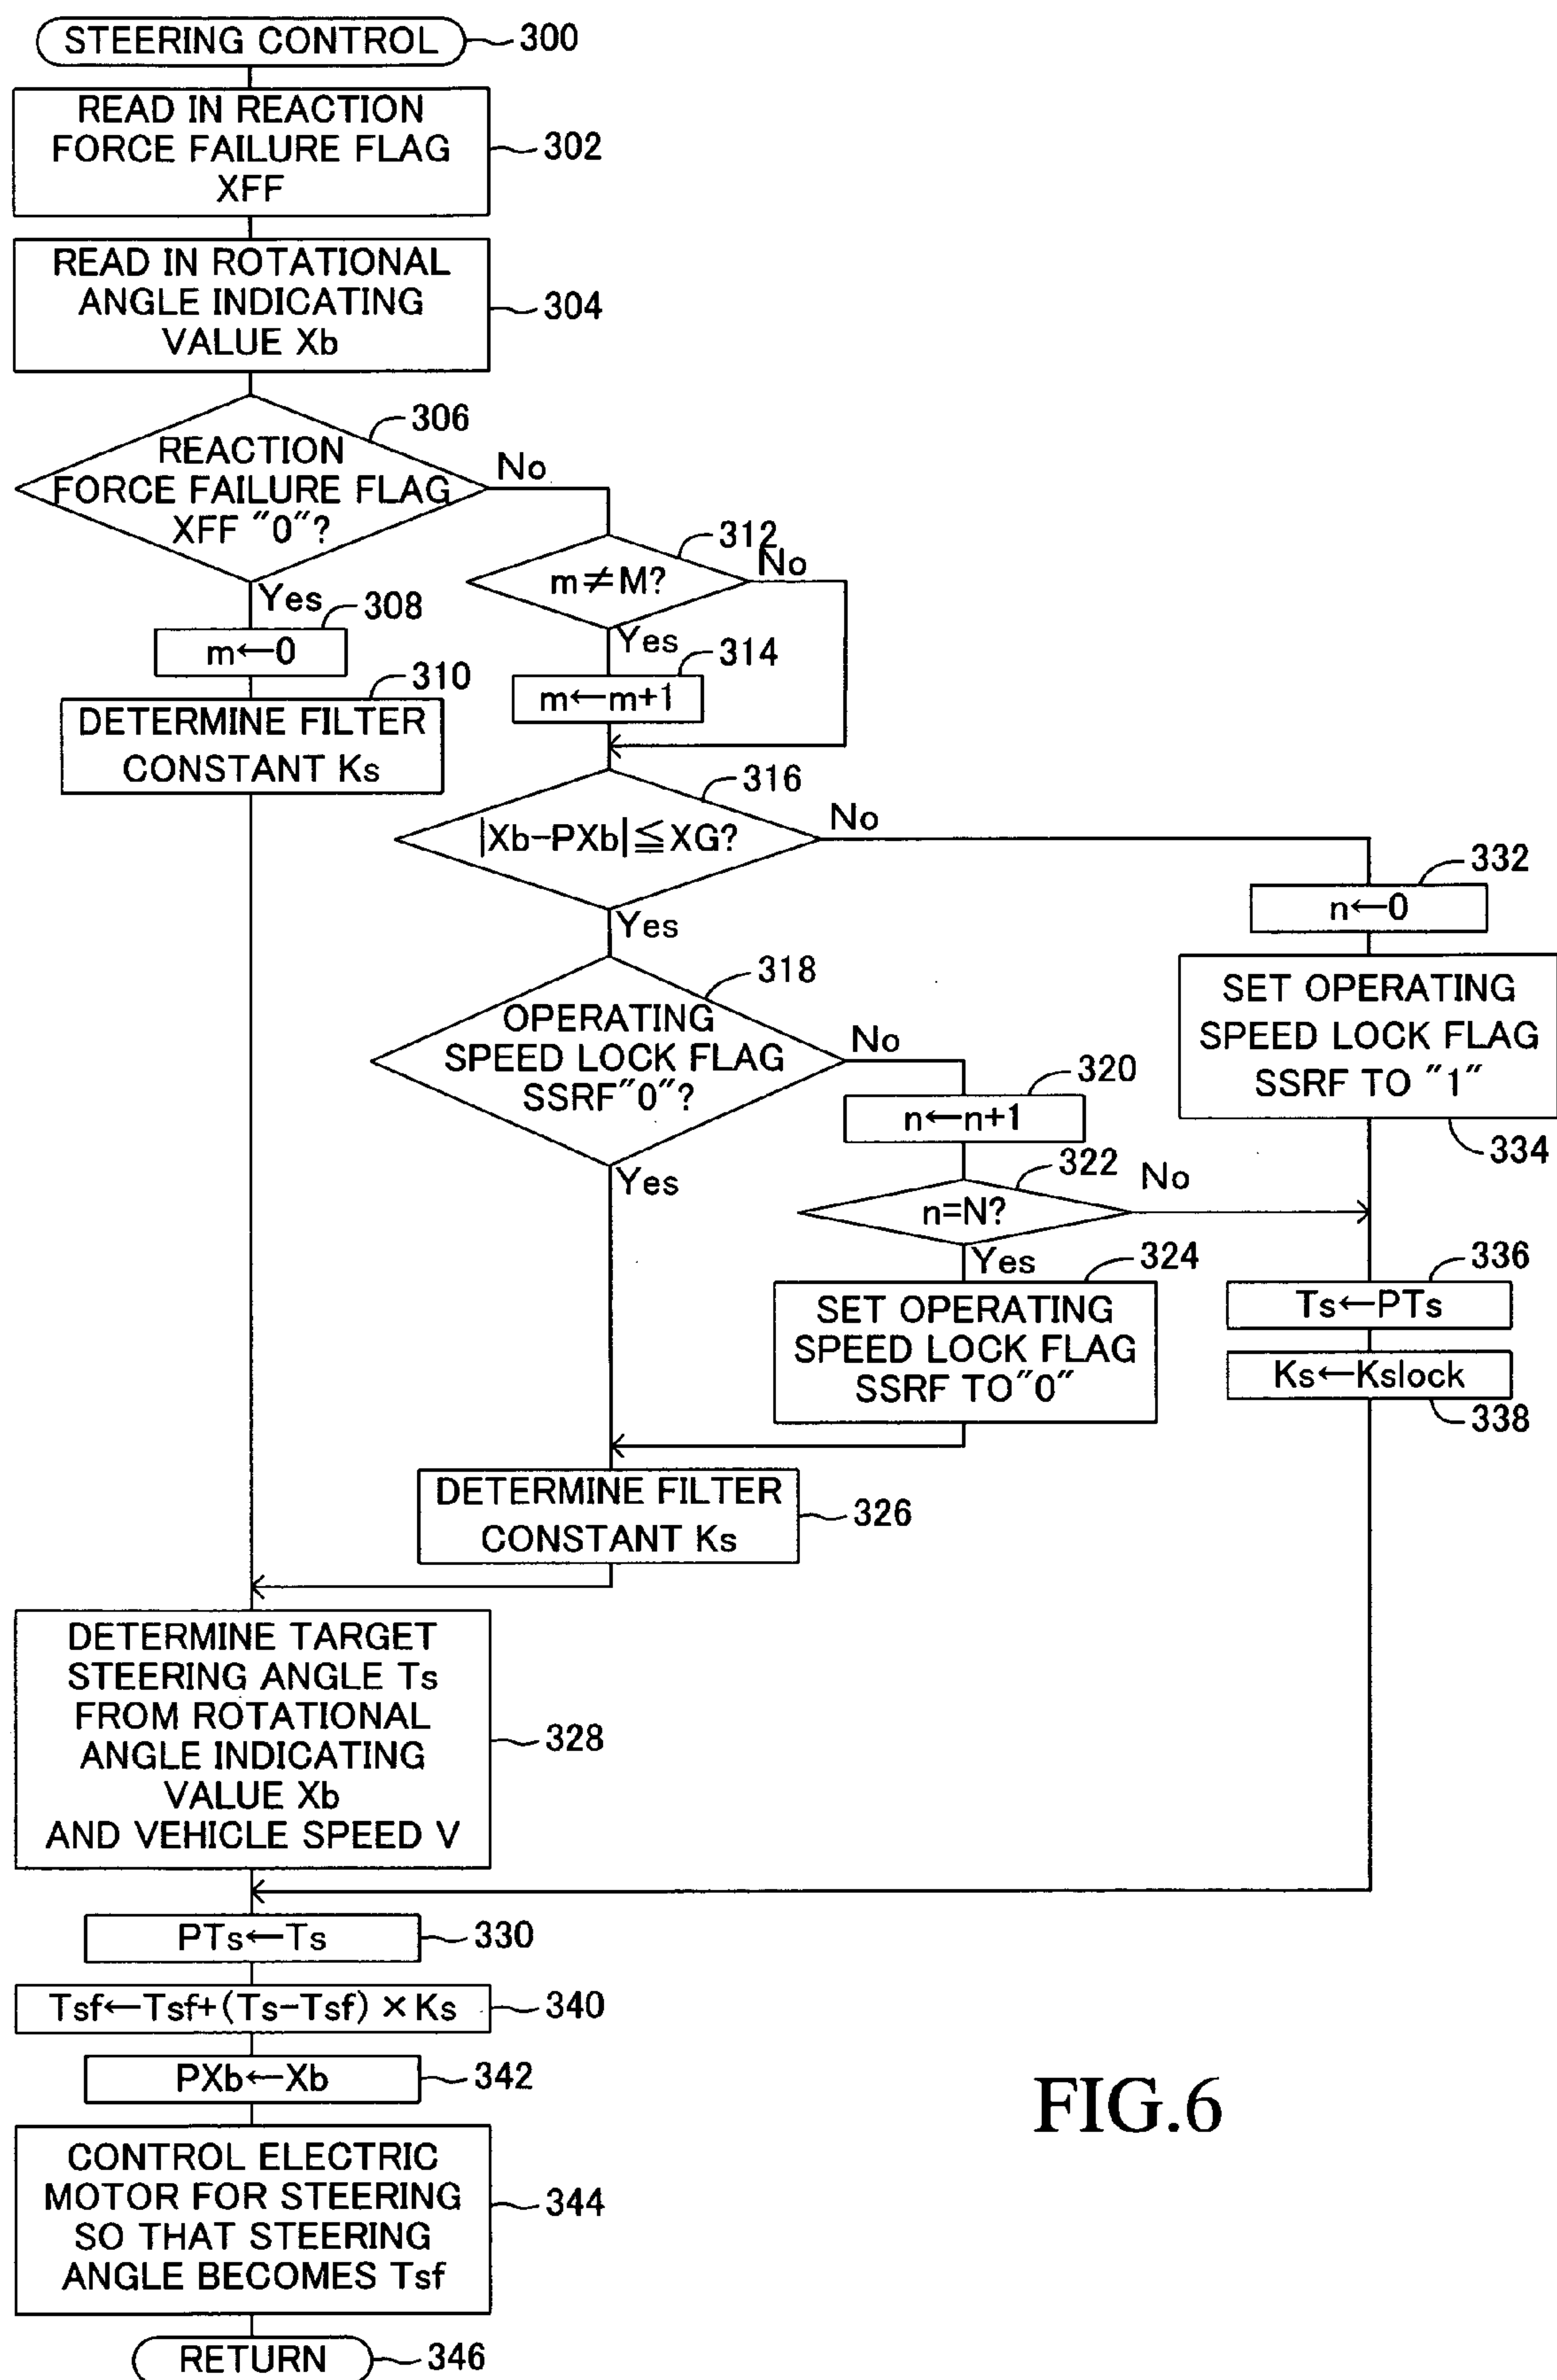 STEERING CONTROL
300
READ IN REACTION
FORCE FAILURE FLAG
XFF
302
READ IN ROTATIONAL
ANGLE INDICATING
VALUE Xb
304
306
REACTION
FORCE FAILURE FLAG
XFF "0"?
No
Yes
308
m←0
310
DETERMINE FILTER
CONSTANT Ks
312
m≠M?
No
Yes
314
m←m+1
316
|Xb-PXb|≦XG?
No
Yes
332
n←0
SET OPERATING
SPEED LOCK FLAG
SSRF TO "1"
334
318
OPERATING
SPEED LOCK FLAG
SSRF"0"?
No
Yes
320
n←n+1
322
n=N?
No
Yes
324
SET OPERATING
SPEED LOCK FLAG
SSRF TO"0"
336
Ts←PTs
Ks←Kslock
338
DETERMINE FILTER
CONSTANT Ks
326
DETERMINE TARGET
STEERING ANGLE Ts
FROM ROTATIONAL
ANGLE INDICATING
VALUE Xb
AND VEHICLE SPEED V
328
PTs←Ts
330
Tsf←Tsf+(Ts-Tsf)×Ks
340
PXb←Xb
342
CONTROL ELECTRIC
MOTOR FOR STEERING
SO THAT STEERING
ANGLE BECOMES Tsf
344
RETURN
346
FIG.6